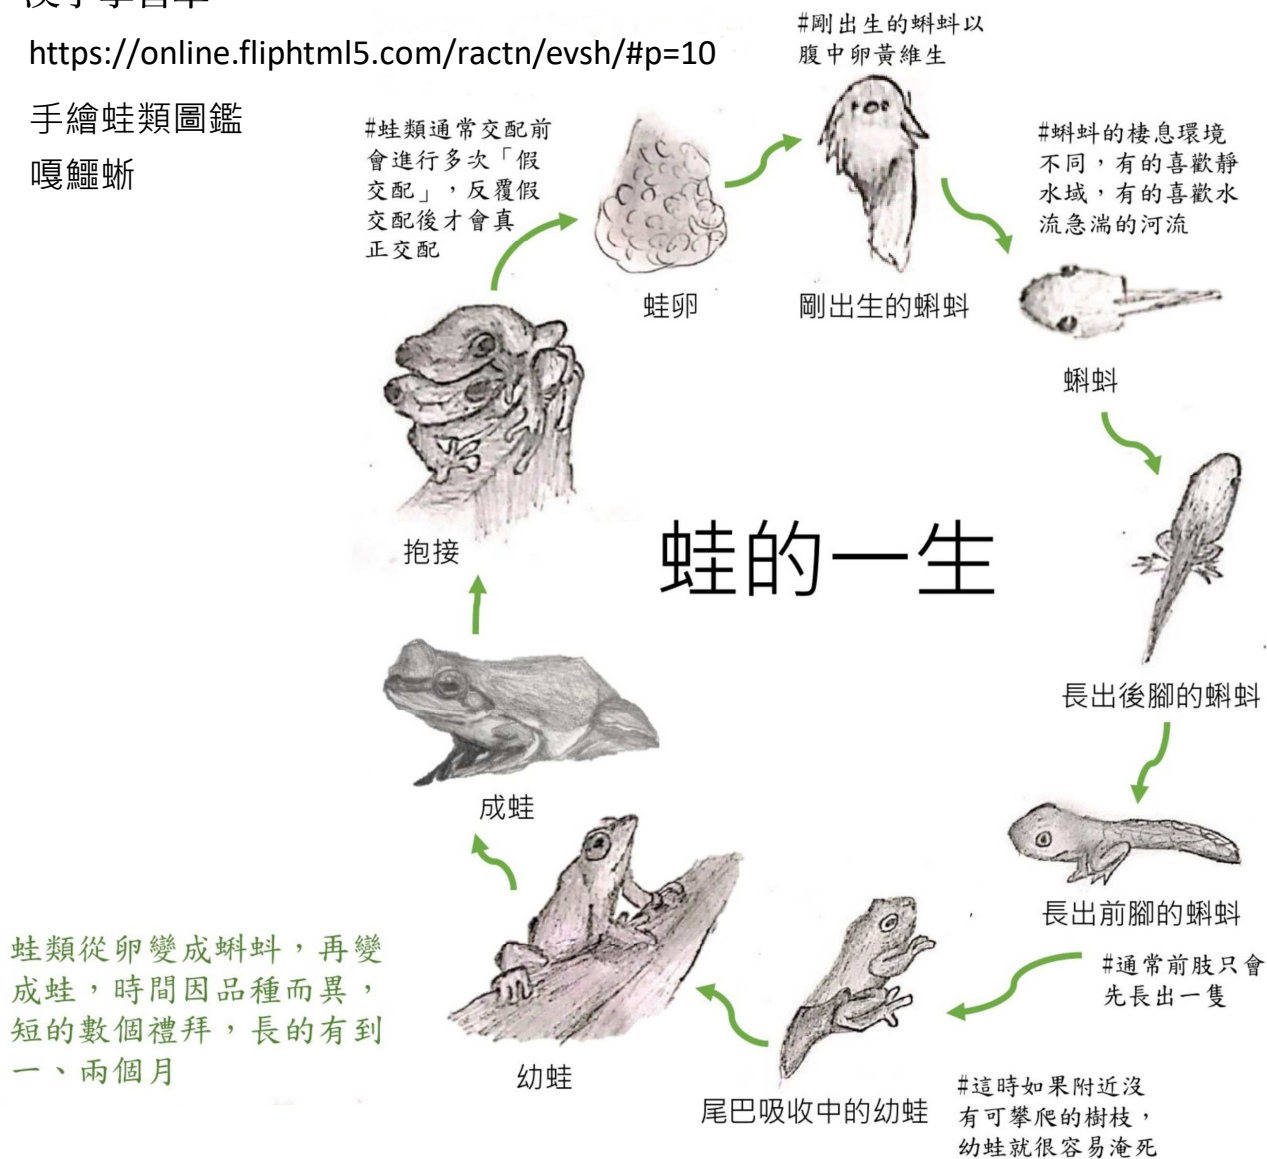 https://online.fliphtml5.com/ractn/evsh/#p=10
手繪蛙類圖鑑
嘎鱷蜥
#剛出生的蝌蚪以
腹中卵黃維生
#蛙類通常交配前
會進行多次「假
交配」，反覆假
交配後才會真
正交配
#蝌蚪的棲息環境
不同，有的喜歡靜
水域，有的喜歡水
流急湍的河流
蛙卵
剛出生的蝌蚪
蝌蚪
抱接
蛙的一生
長出後腳的蝌蚪
成蛙
長出前腳的蝌蚪
#通常前肢只會
先長出一隻
蛙類從卵變成蝌蚪，再變
成蛙，時間因品種而異，
短的數個禮拜，長的有到
一、兩個月
幼蛙
尾巴吸收中的幼蛙
#這時如果附近沒
有可攀爬的樹枝，
幼蛙就很容易淹死